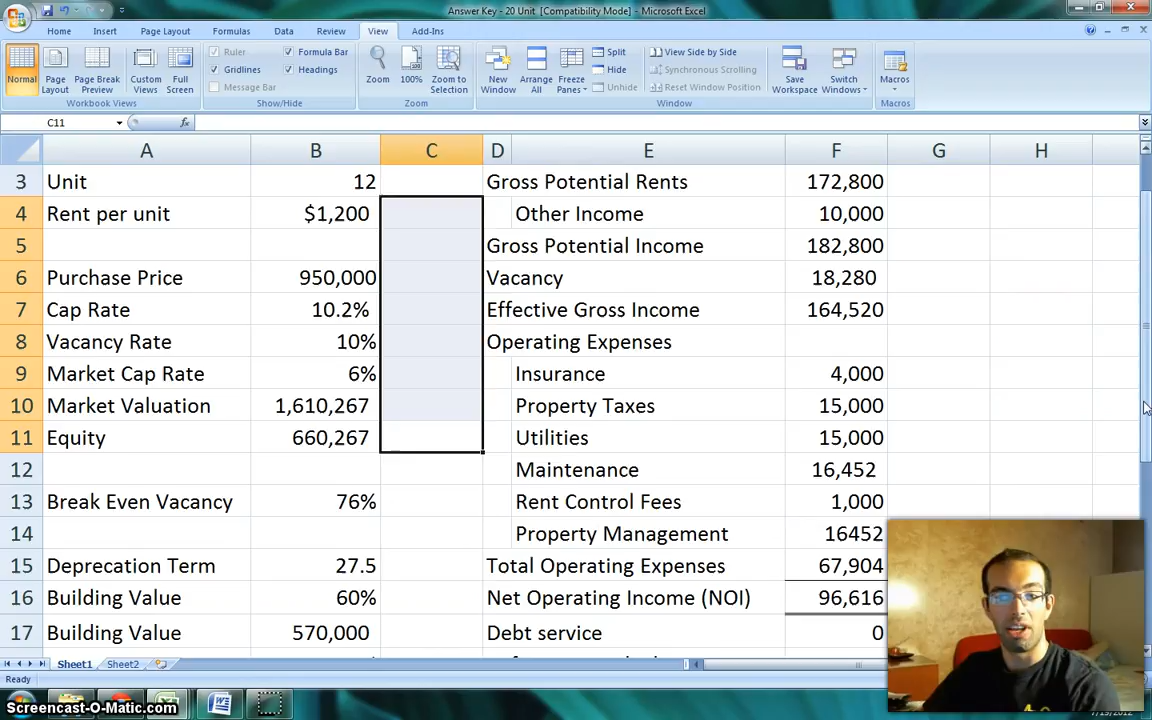 Answer Key - 20 Unit [Compatibility Mode] - Microsoft Excel
Home Insert Page Layout Formulas Data Review View Add-Ins
Normal Page Layout Page Break Preview Custom Views Full Screen
Workbook Views
Ruler Formula Bar
Gridlines Headings
Message Bar
Show/Hide
Zoom 100% Zoom to Selection
Zoom
New Window Arrange All Freeze Panes
Split View Side by Side
Hide Synchronous Scrolling
Unhide Reset Window Position
Save Workspace Switch Windows
Window
Macros
Macros
C11 fx
A B C D E F G H
3 Unit 12 Gross Potential Rents 172,800
4 Rent per unit $1,200 Other Income 10,000
5 Gross Potential Income 182,800
6 Purchase Price 950,000 Vacancy 18,280
7 Cap Rate 10.2% Effective Gross Income 164,520
8 Vacancy Rate 10% Operating Expenses
9 Market Cap Rate 6% Insurance 4,000
10 Market Valuation 1,610,267 Property Taxes 15,000
11 Equity 660,267 Utilities 15,000
12 Maintenance 16,452
13 Break Even Vacancy 76% Rent Control Fees 1,000
14 Property Management 16452
15 Deprecation Term 27.5 Total Operating Expenses 67,904
16 Building Value 60% Net Operating Income (NOI) 96,616
17 Building Value 570,000 Debt service 0
Sheet1 Sheet2
Ready
Screencast-O-Matic.com